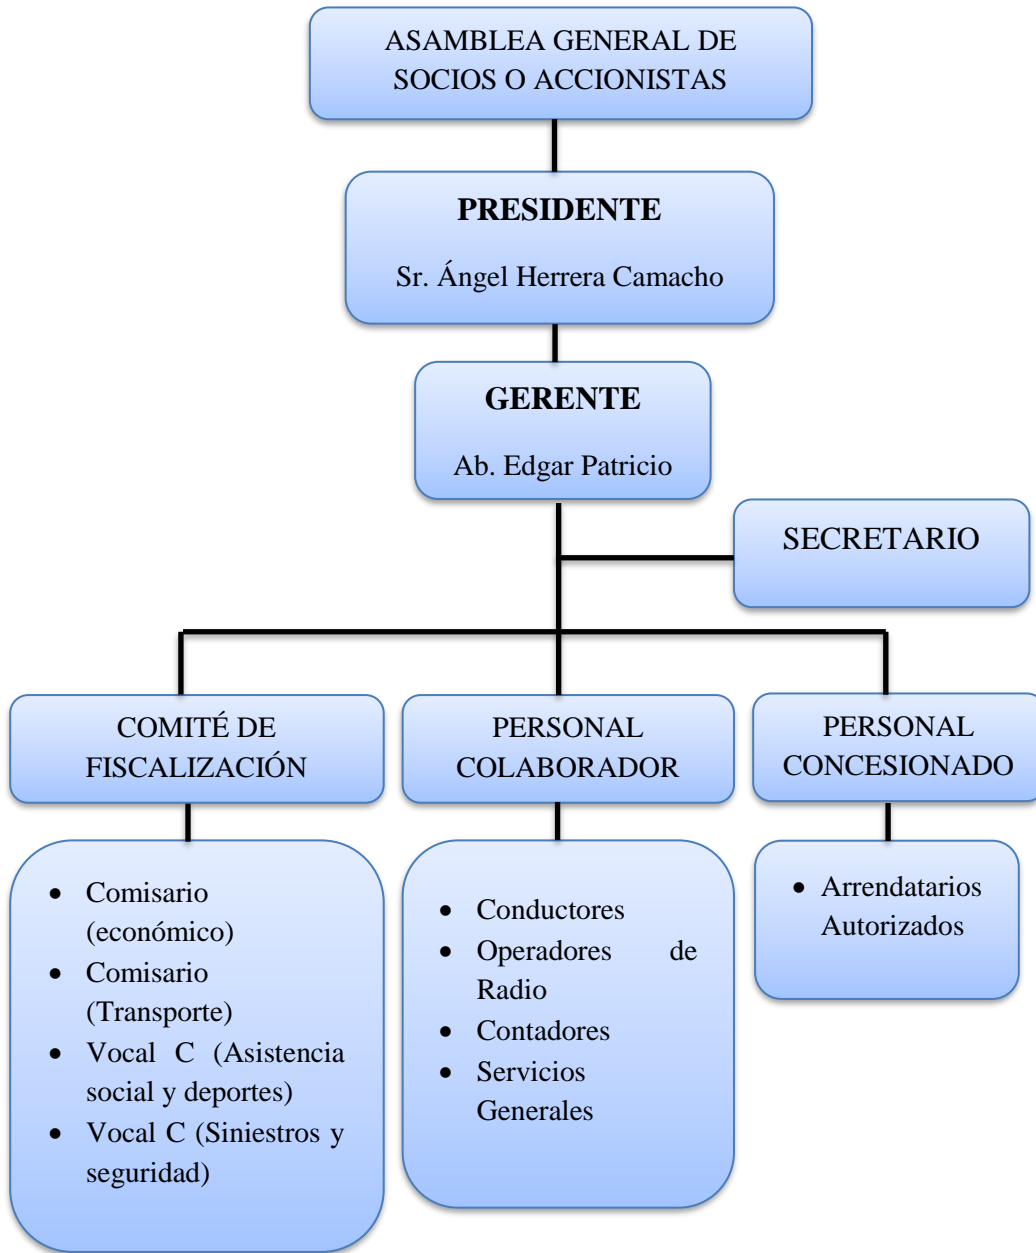 ASAMBLEA GENERAL DE
SOCIOS O ACCIONISTAS
PRESIDENTE
Sr. Ángel Herrera Camacho
GERENTE
Ab. Edgar Patricio
SECRETARIO
COMITÉ DE
FISCALIZACIÓN
PERSONAL
COLABORADOR
PERSONAL
CONCESIONADO
• Comisario
(económico)
• Comisario
(Transporte)
• Vocal C (Asistencia
social y deportes)
• Vocal C (Siniestros y
seguridad)
• Conductores
• Operadores de
Radio
• Contadores
• Servicios
Generales
• Arrendatarios
Autorizados